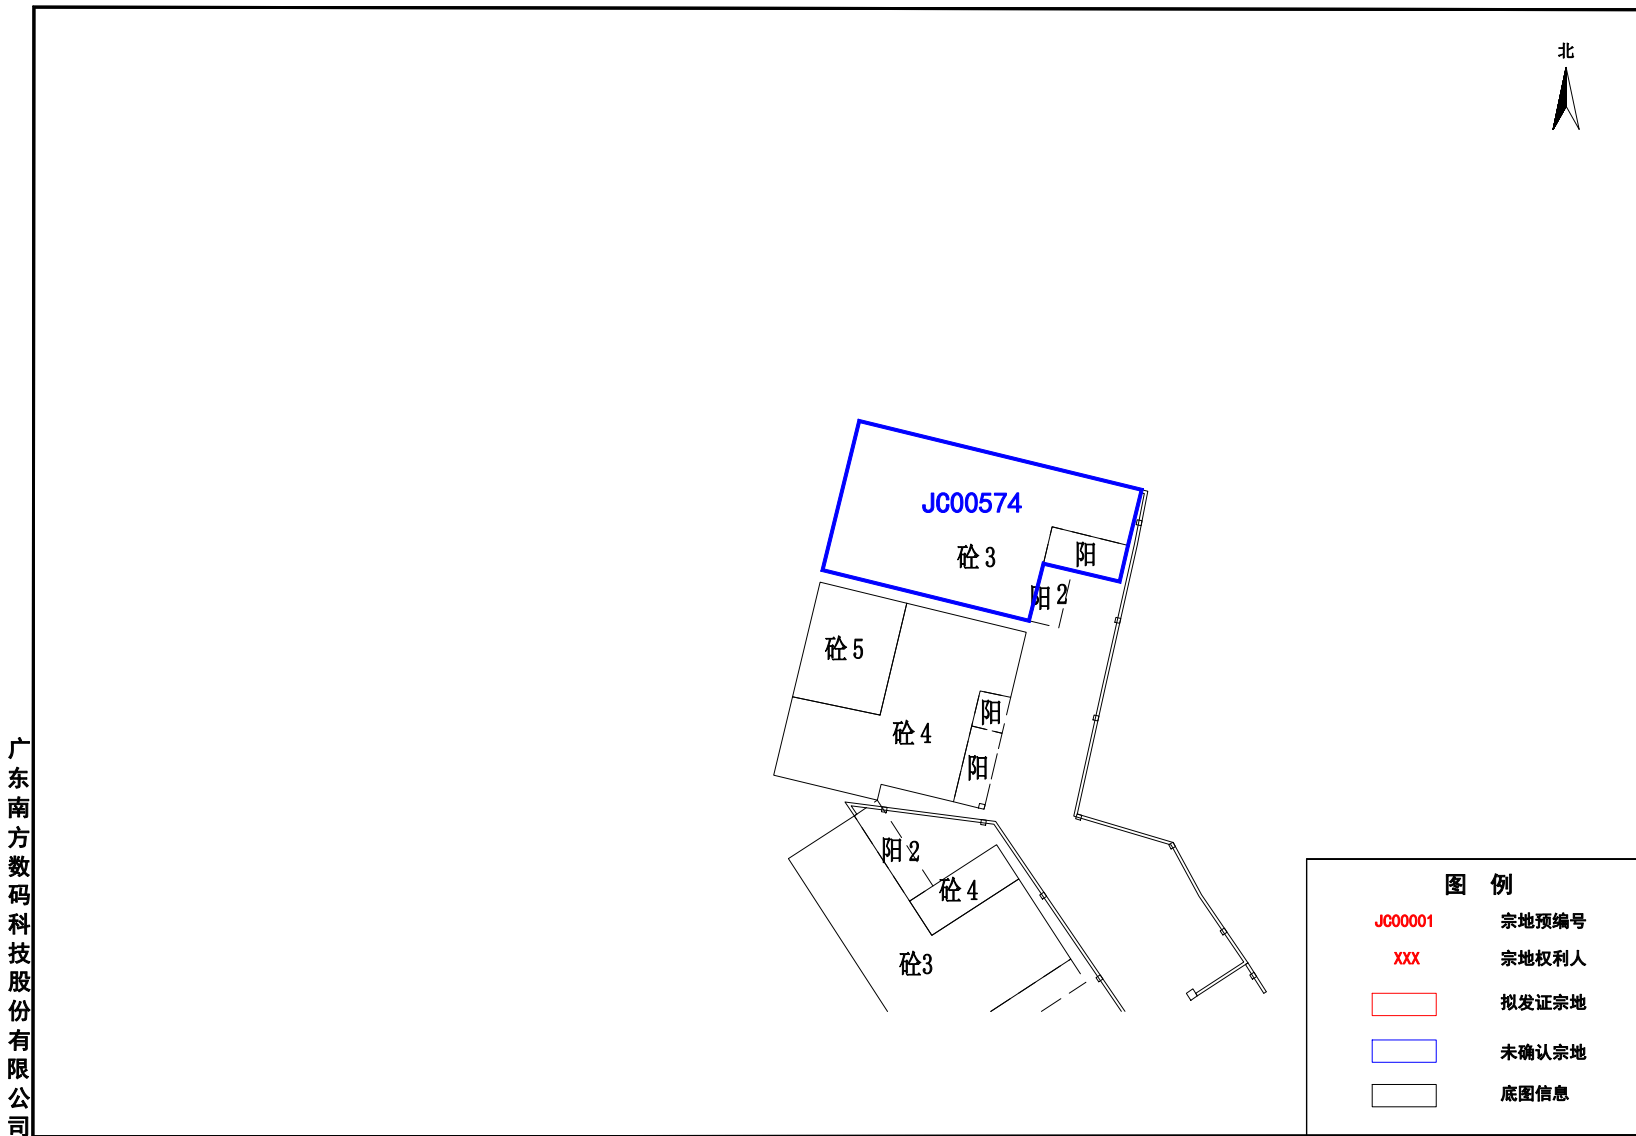 北
JC00574
砼3
阳
阳2
砼5
砼4
阳
阳
阳2
砼4
砼3
广东南方数码科技股份有限公司
图 例
JC00001 宗地预编号
XXX 宗地权利人
拟发证宗地
未确认宗地
底图信息